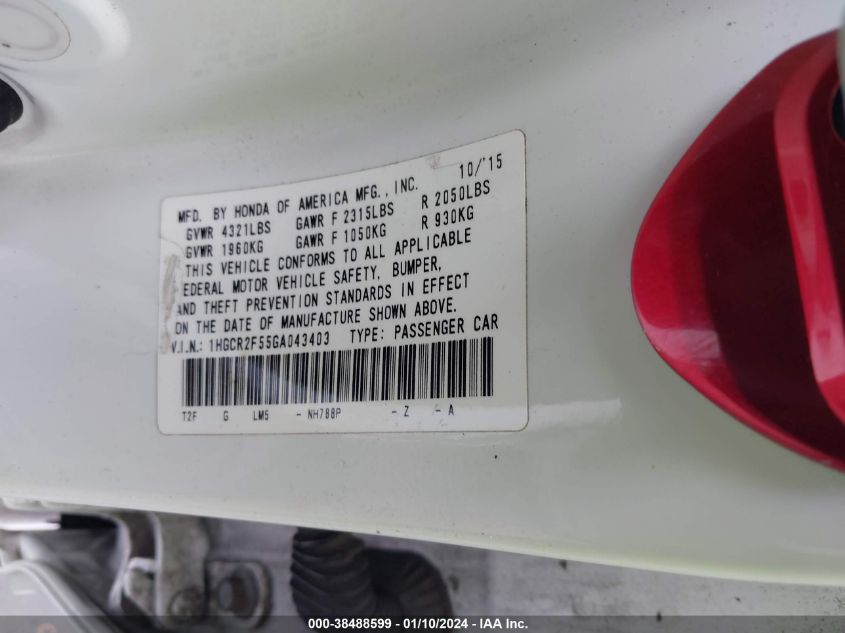 MFD. BY HONDA OF AMERICA MFG., INC. 10/'15
GVWR 4321LBS GAWR F 2315LBS R 2050LBS
GVWR 1960KG GAWR F 1050KG R 930KG
THIS VEHICLE CONFORMS TO ALL APPLICABLE
EDERAL MOTOR VEHICLE SAFETY, BUMPER,
AND THEFT PREVENTION STANDARDS IN EFFECT
ON THE DATE OF MANUFACTURE SHOWN ABOVE.
V.I.N.: 1HGCR2F55GA043403 TYPE: PASSENGER CAR
T2F G LM5 - NH788P - Z - A
000-38488599 - 01/10/2024 - IAA Inc.